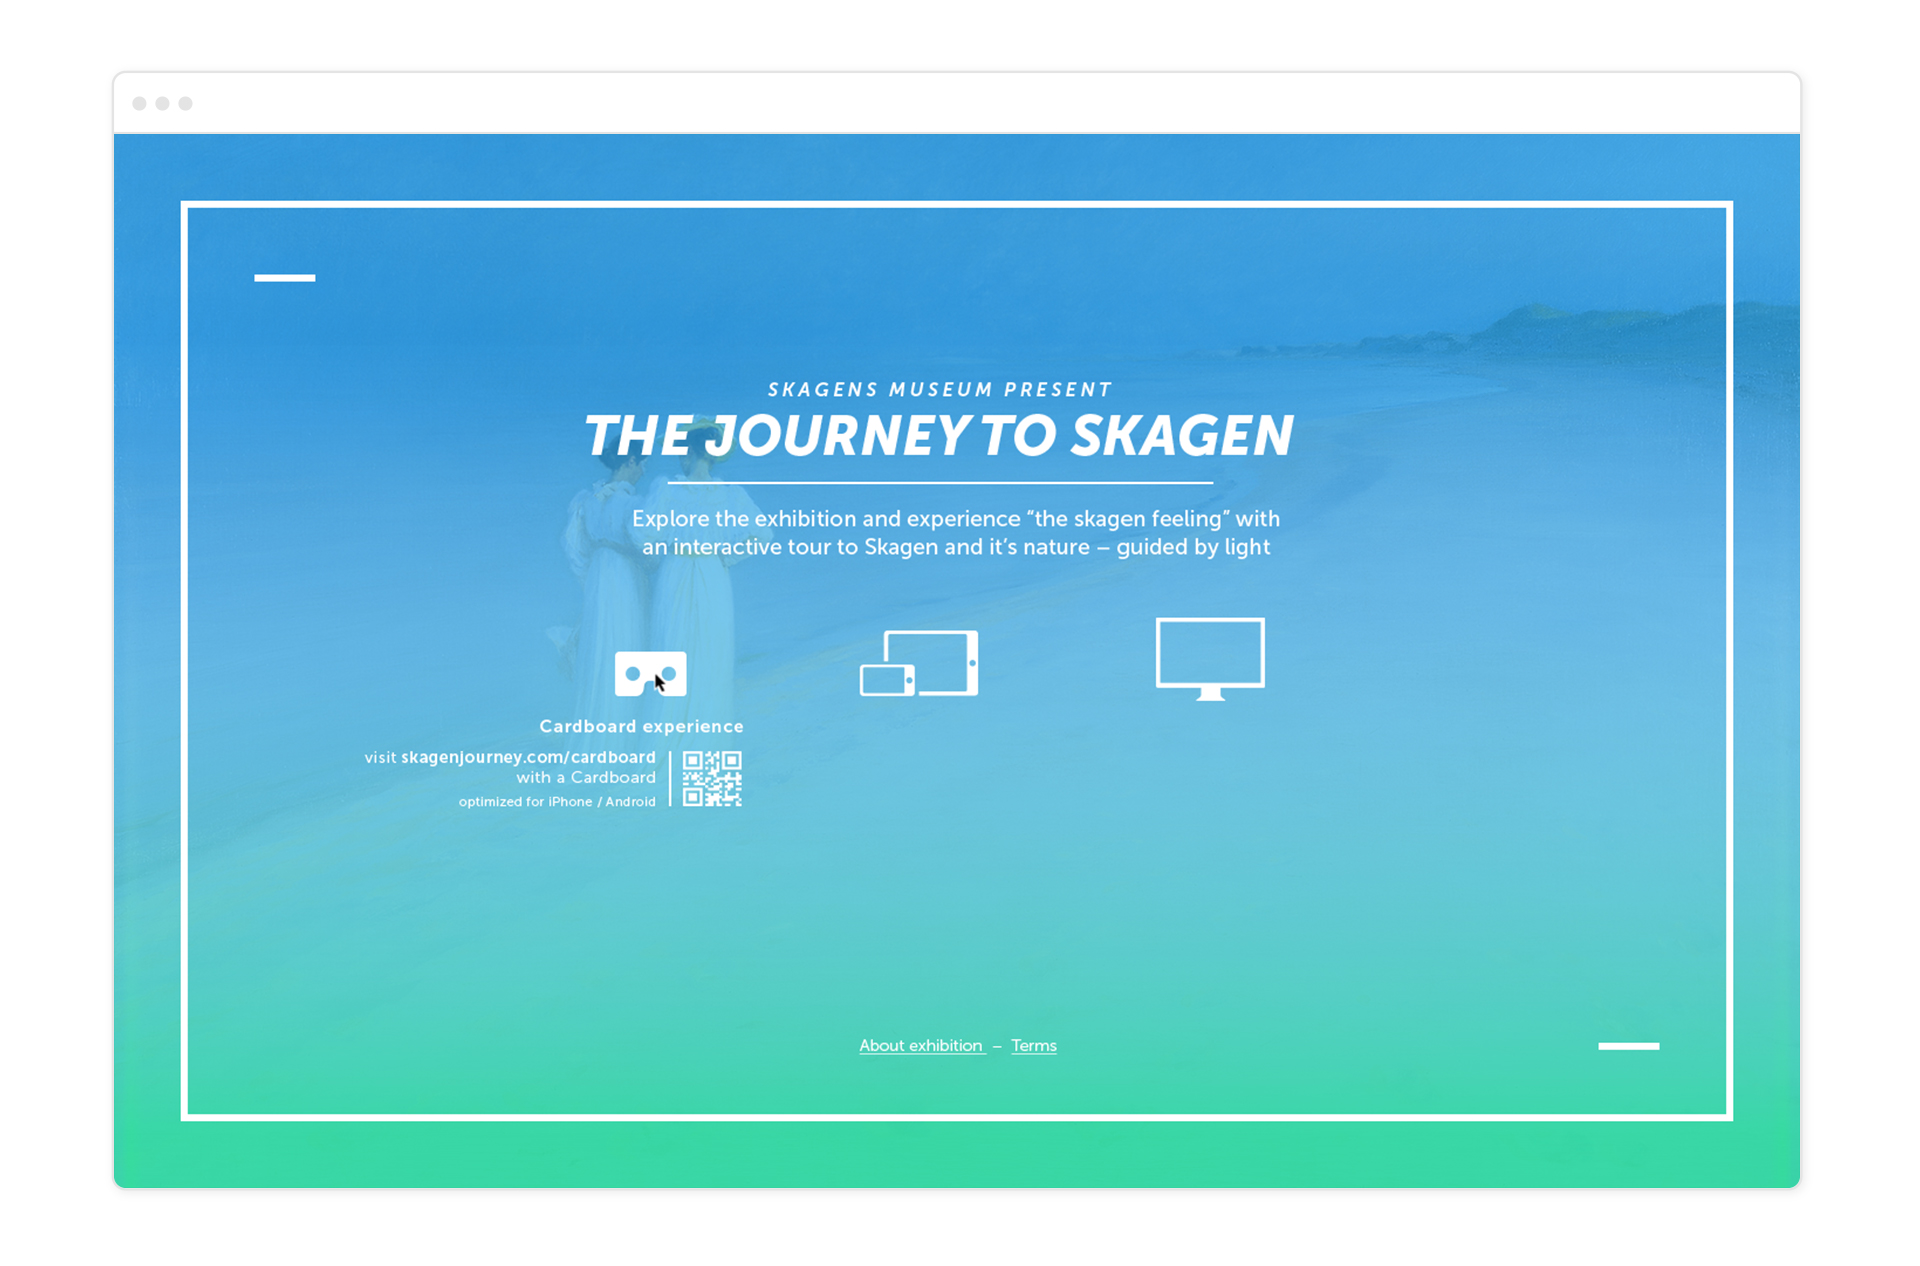 SKAGENS MUSEUM PRESENT
THE JOURNEY TO SKAGEN
Explore the exhibition and experience “the skagen feeling” with
an interactive tour to Skagen and it’s nature – guided by light
Cardboard experience
visit skagenjourney.com/cardboard
with a Cardboard
optimized for iPhone / Android
About exhibition – Terms